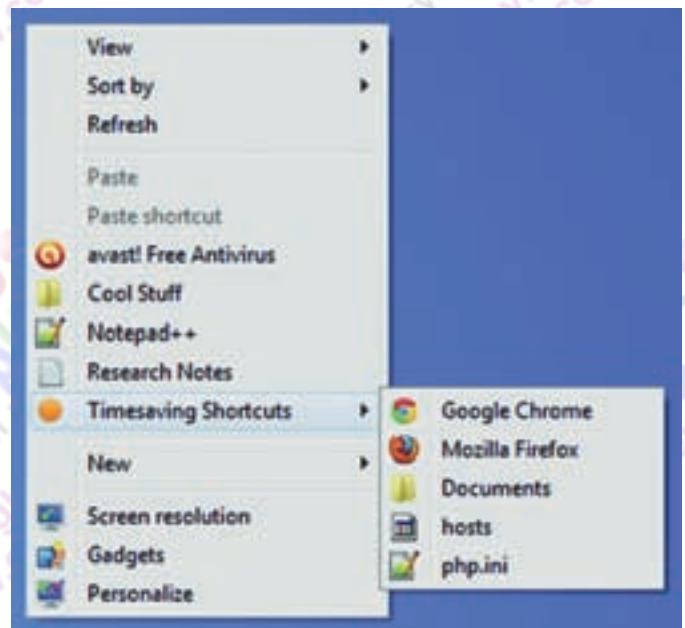 View
Sort by
Refresh
Paste
Paste shortcut
avast! Free Antivirus
Cool Stuff
Notepad++
Research Notes
Timesaving Shortcuts
New
Screen resolution
Gadgets
Personalize
Google Chrome
Mozilla Firefox
Documents
hosts
php.ini